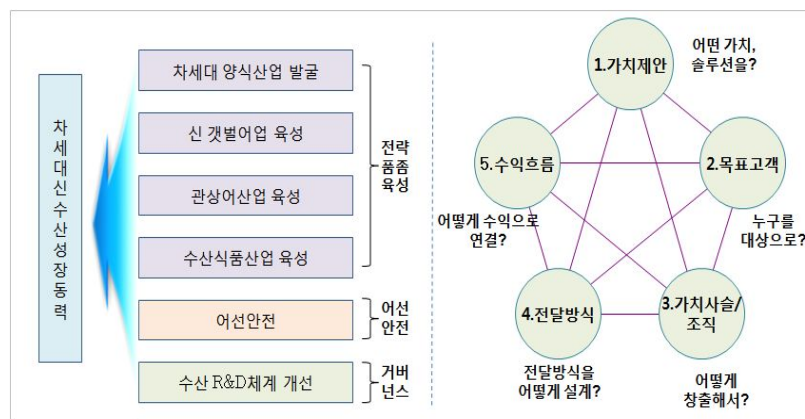 차세대신수산성장동력
차세대 양식산업 발굴
신 갯벌어업 육성
관상어산업 육성
수산식품산업 육성
어선안전
수산 R&D체계 개선
전략
품좀
육성
어선
안전
거버
넌스
1.가치제안
어떤 가치,
솔루션을?
2.목표고객
누구를
대상으로?
3.가치사슬/
조직
어떻게
창출해서?
4.전달방식
전달방식을
어떻게 설계?
5.수익흐름
어떻게 수익으로
연결?